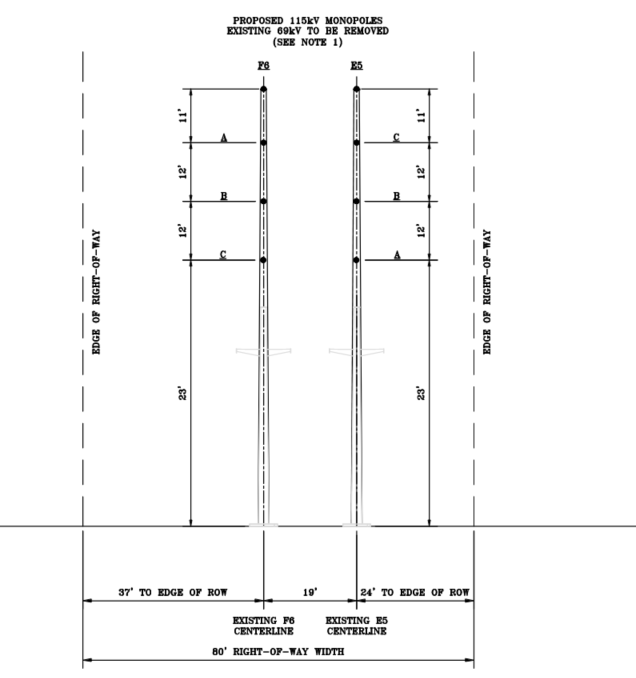 PROPOSED 115kV MONOPOLES
EXISTING 69kV TO BE REMOVED
(SEE NOTE 1)
F6
E5
11'
11'
A
C
12'
12'
B
B
12'
12'
C
A
EDGE OF RIGHT-OF-WAY
EDGE OF RIGHT-OF-WAY
23'
23'
37' TO EDGE OF ROW
19'
24' TO EDGE OF ROW
EXISTING F6
CENTERLINE
EXISTING E5
CENTERLINE
80' RIGHT-OF-WAY WIDTH